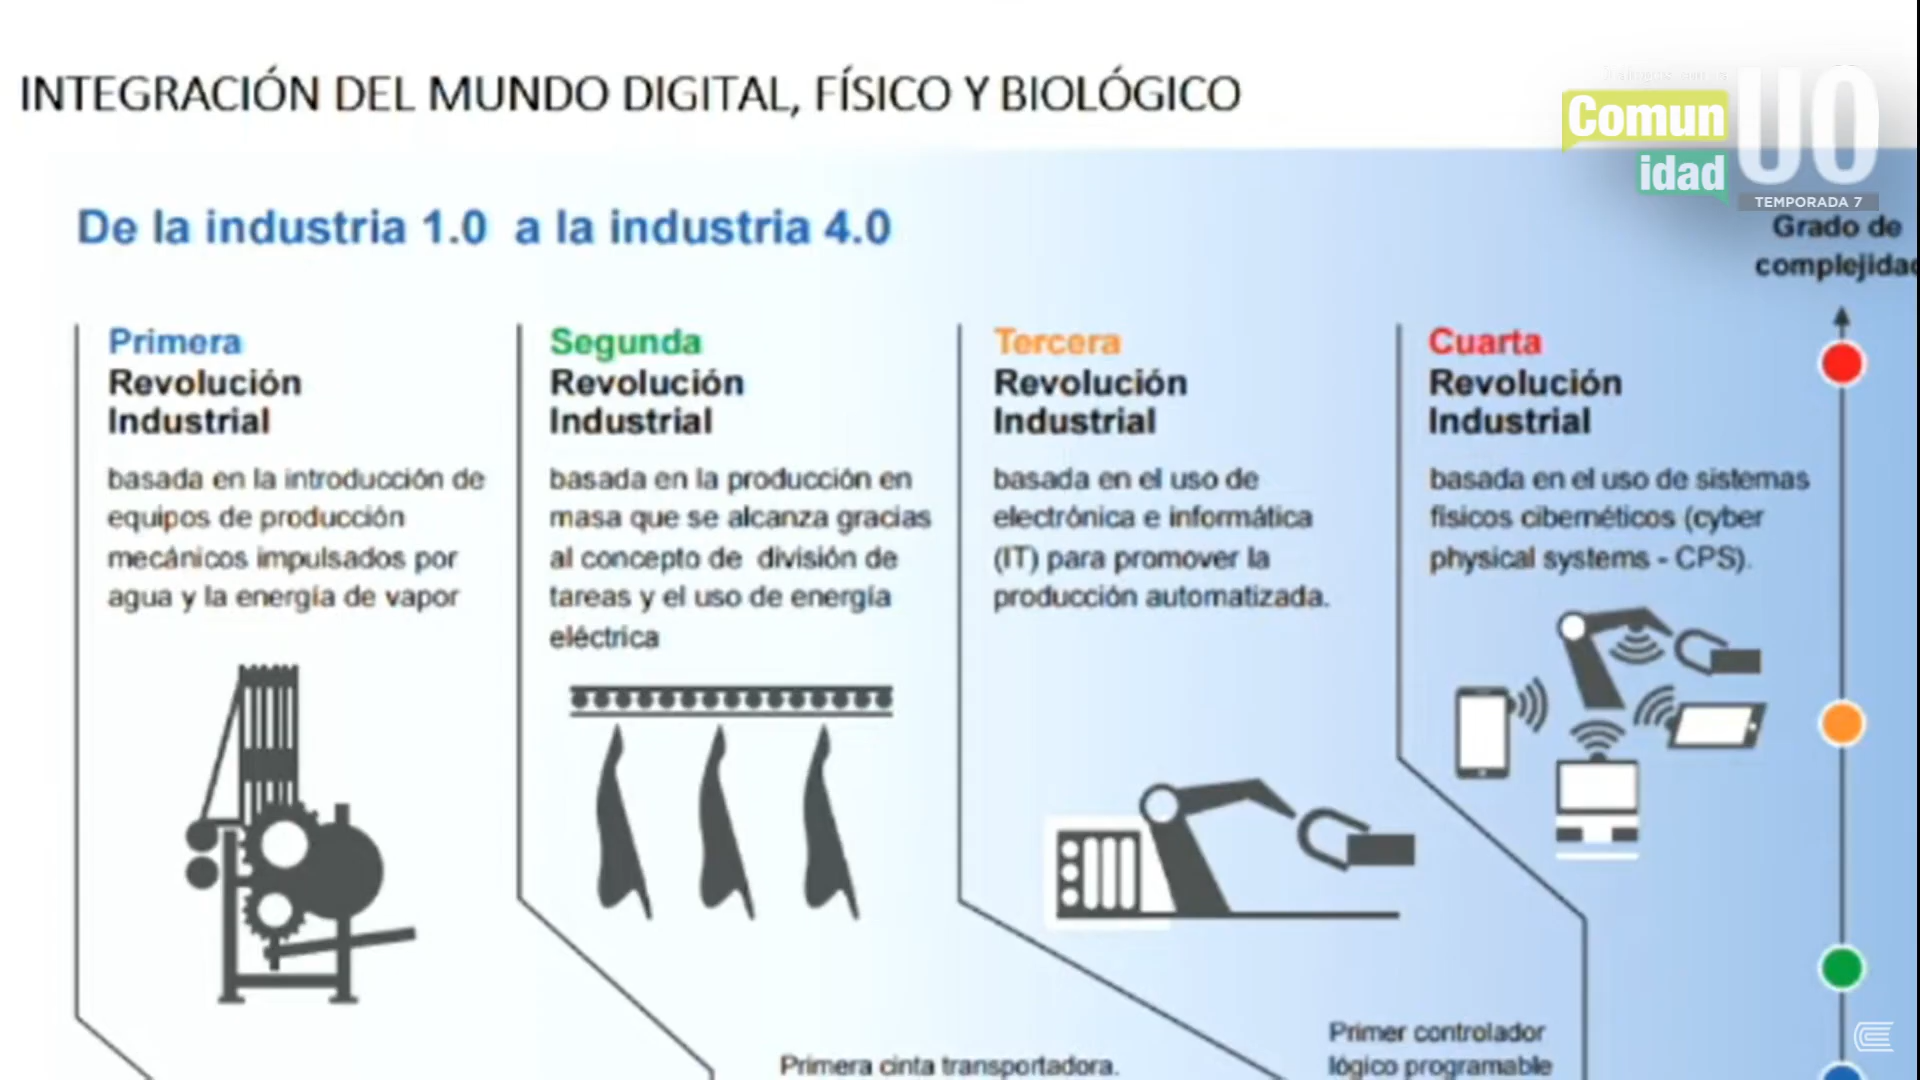 INTEGRACIÓN DEL MUNDO DIGITAL, FÍSICO Y BIOLÓGICO
Comun
idad
UO
TEMPORADA 7
De la industria 1.0 a la industria 4.0
Grado de
complejidad
Primera
Revolución
Industrial
basada en la introducción de
equipos de producción
mecánicos impulsados por
agua y la energía de vapor
Segunda
Revolución
Industrial
basada en la producción en
masa que se alcanza gracias
al concepto de división de
tareas y el uso de energía
eléctrica
Tercera
Revolución
Industrial
basada en el uso de
electrónica e informática
(IT) para promover la
producción automatizada.
Cuarta
Revolución
Industrial
basada en el uso de sistemas
físicos cibernéticos (cyber
physical systems - CPS).
Primera cinta transportadora.
Primer controlador
lógico programable